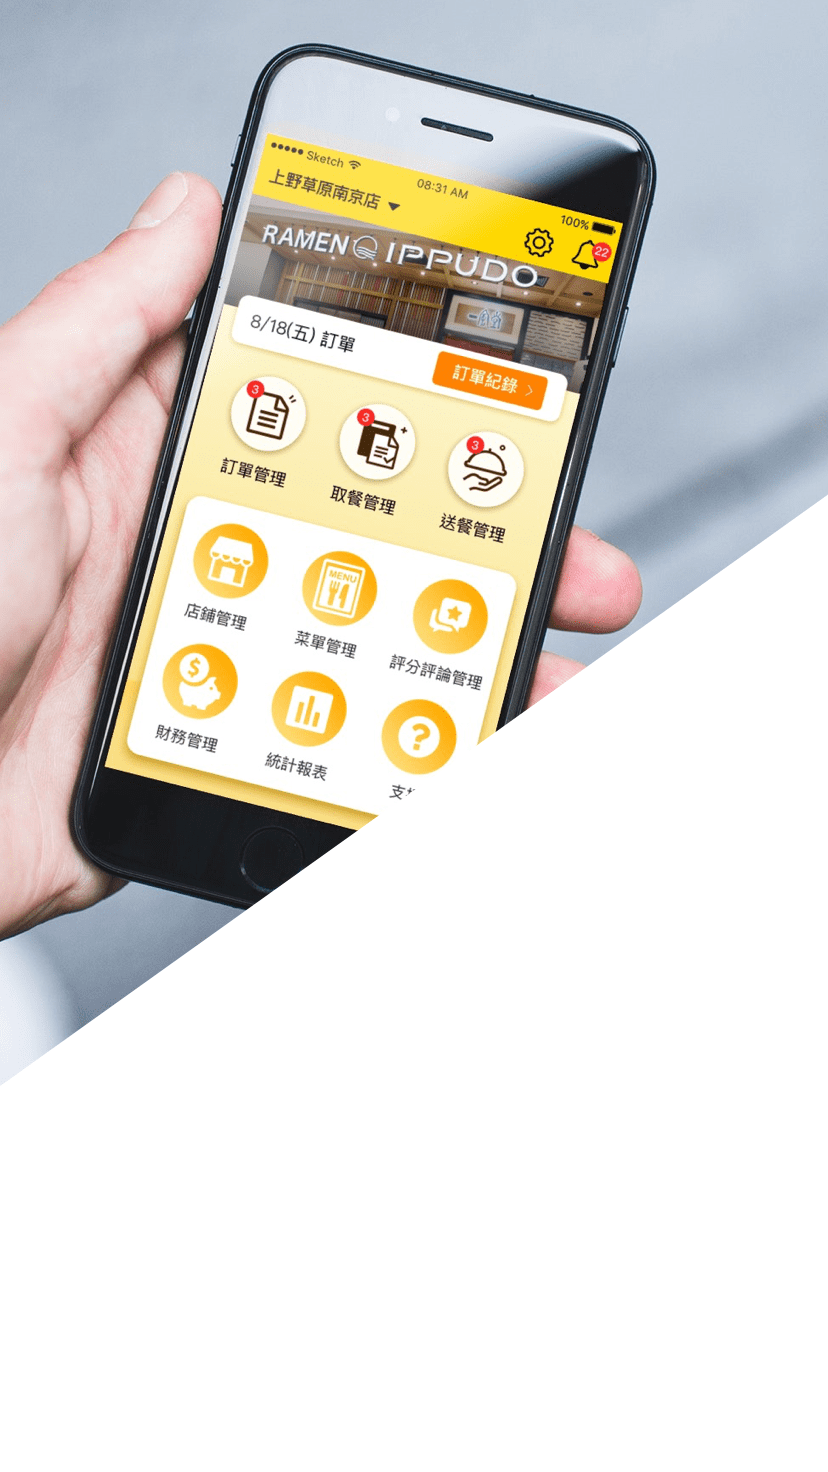 Sketch
08:31 AM
100%
上野草原南京店
22
RAMEN IPPUDO
一風堂
8/18(五) 訂單
訂單紀錄
3
3
3
訂單管理
取餐管理
送餐管理
MENU
店鋪管理
菜單管理
評分評論管理
$
?
財務管理
統計報表
支